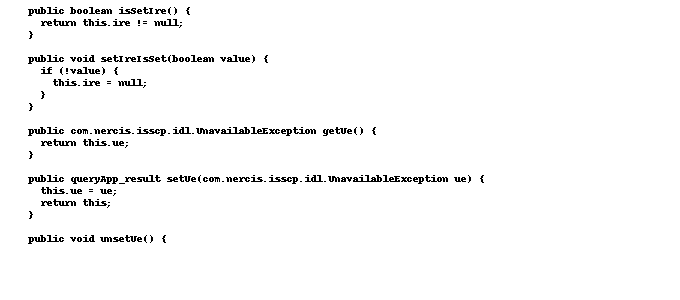 public boolean isSetIre() {
return this.ire != null;
}
public void setIreIsSet(boolean value) {
if (!value) {
this.ire = null;
}
}
public com.nercis.isscp.idl.UnavailableException getUe() {
return this.ue;
}
public queryApp_result setUe(com.nercis.isscp.idl.UnavailableException ue) {
this.ue = ue;
return this;
}
public void unsetUe() {